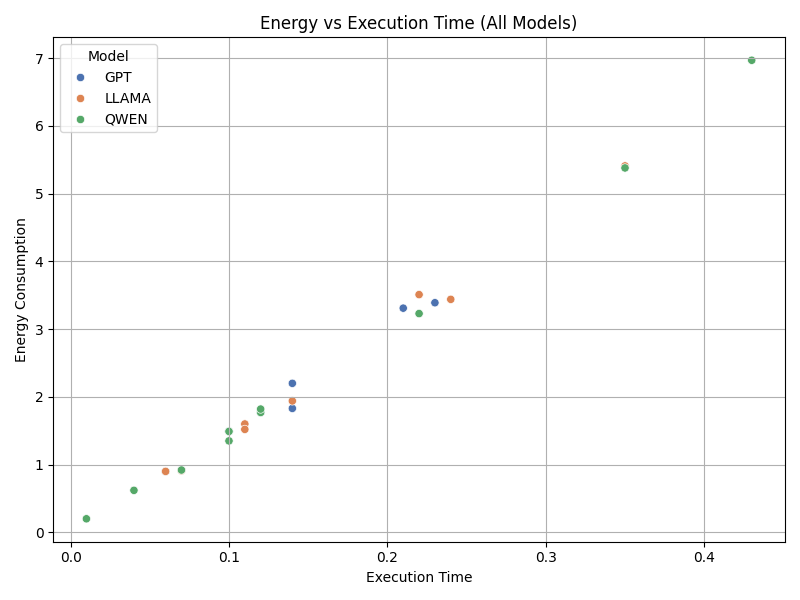 Energy vs Execution Time (All Models)
Model
GPT
LLAMA
QWEN
Energy Consumption
7
6
5
4
3
2
1
0
0.0 0.1 0.2 0.3 0.4
Execution Time